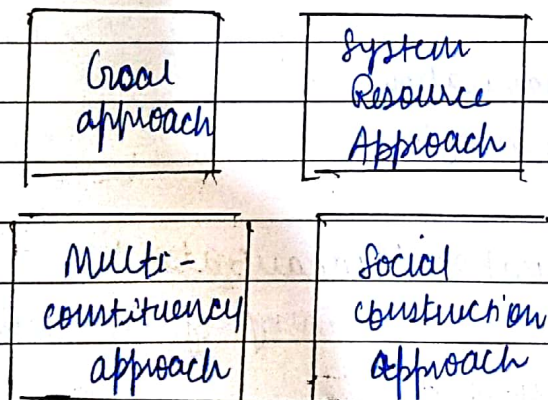 Goal
approach
System
Resource
Approach
Multi-
constituency
approach
Social
construction
approach